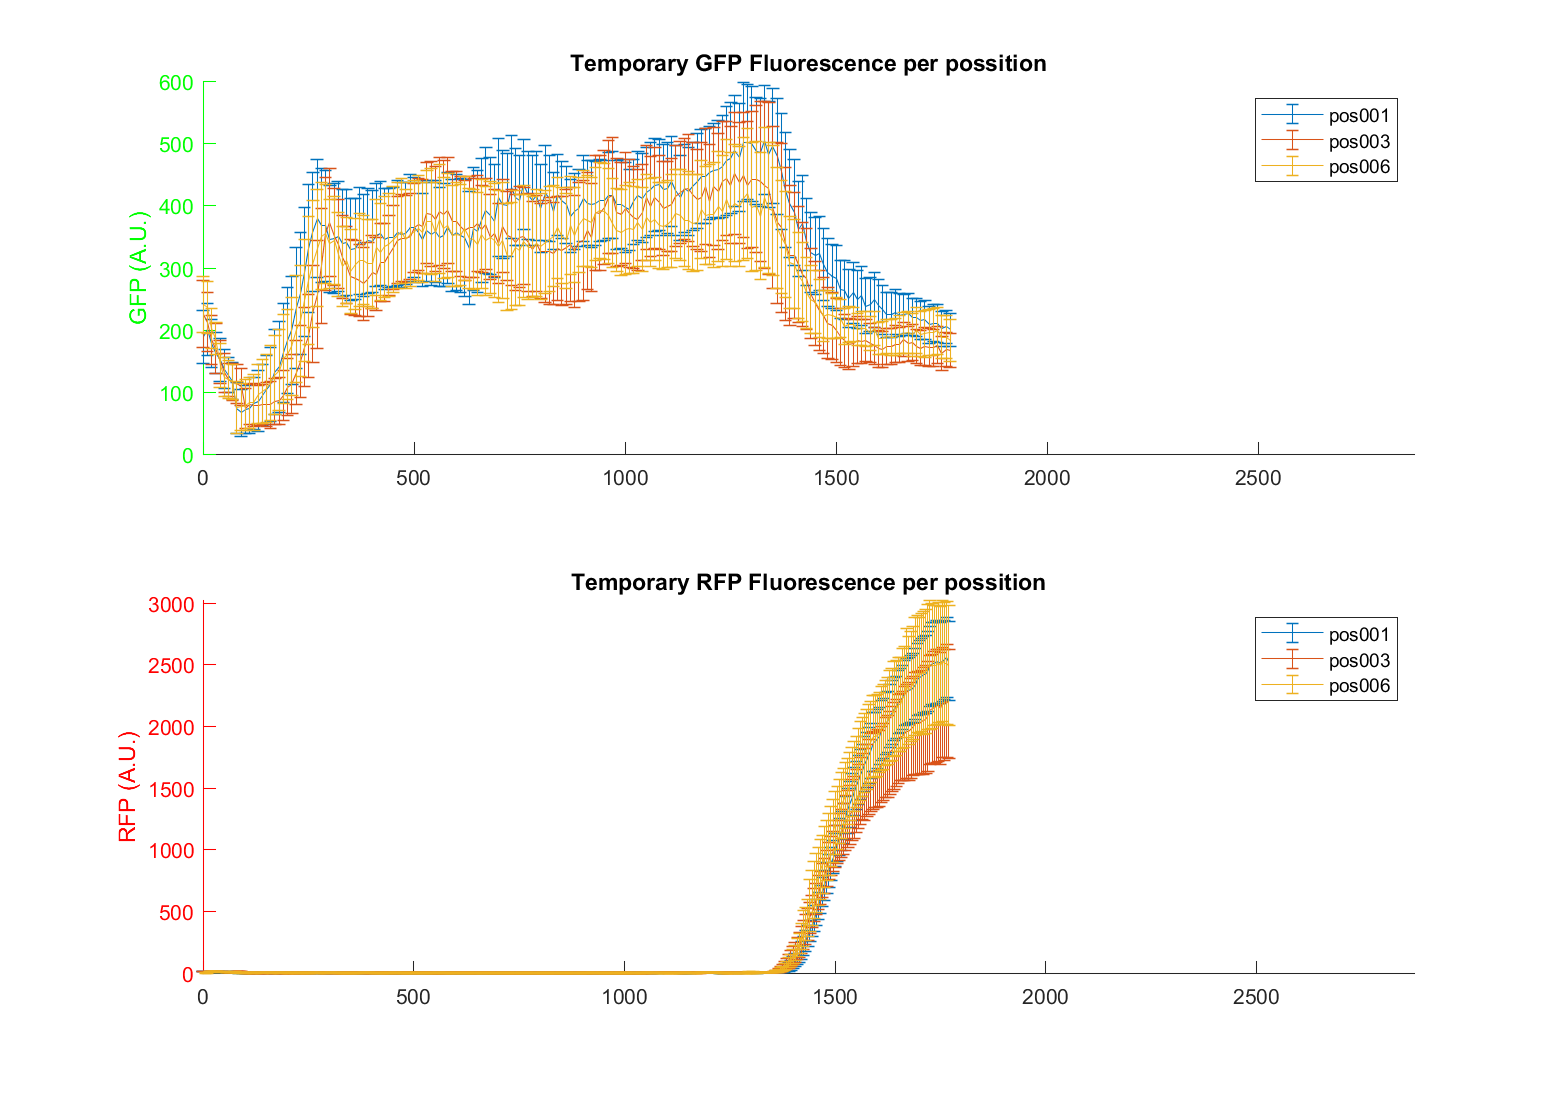 Temporary GFP Fluorescence per possition
GFP (A.U.)
600
500
400
300
200
100
0
0 500 1000 1500 2000 2500
pos001
pos003
pos006
Temporary RFP Fluorescence per possition
RFP (A.U.)
3000
2500
2000
1500
1000
500
0
0 500 1000 1500 2000 2500
pos001
pos003
pos006